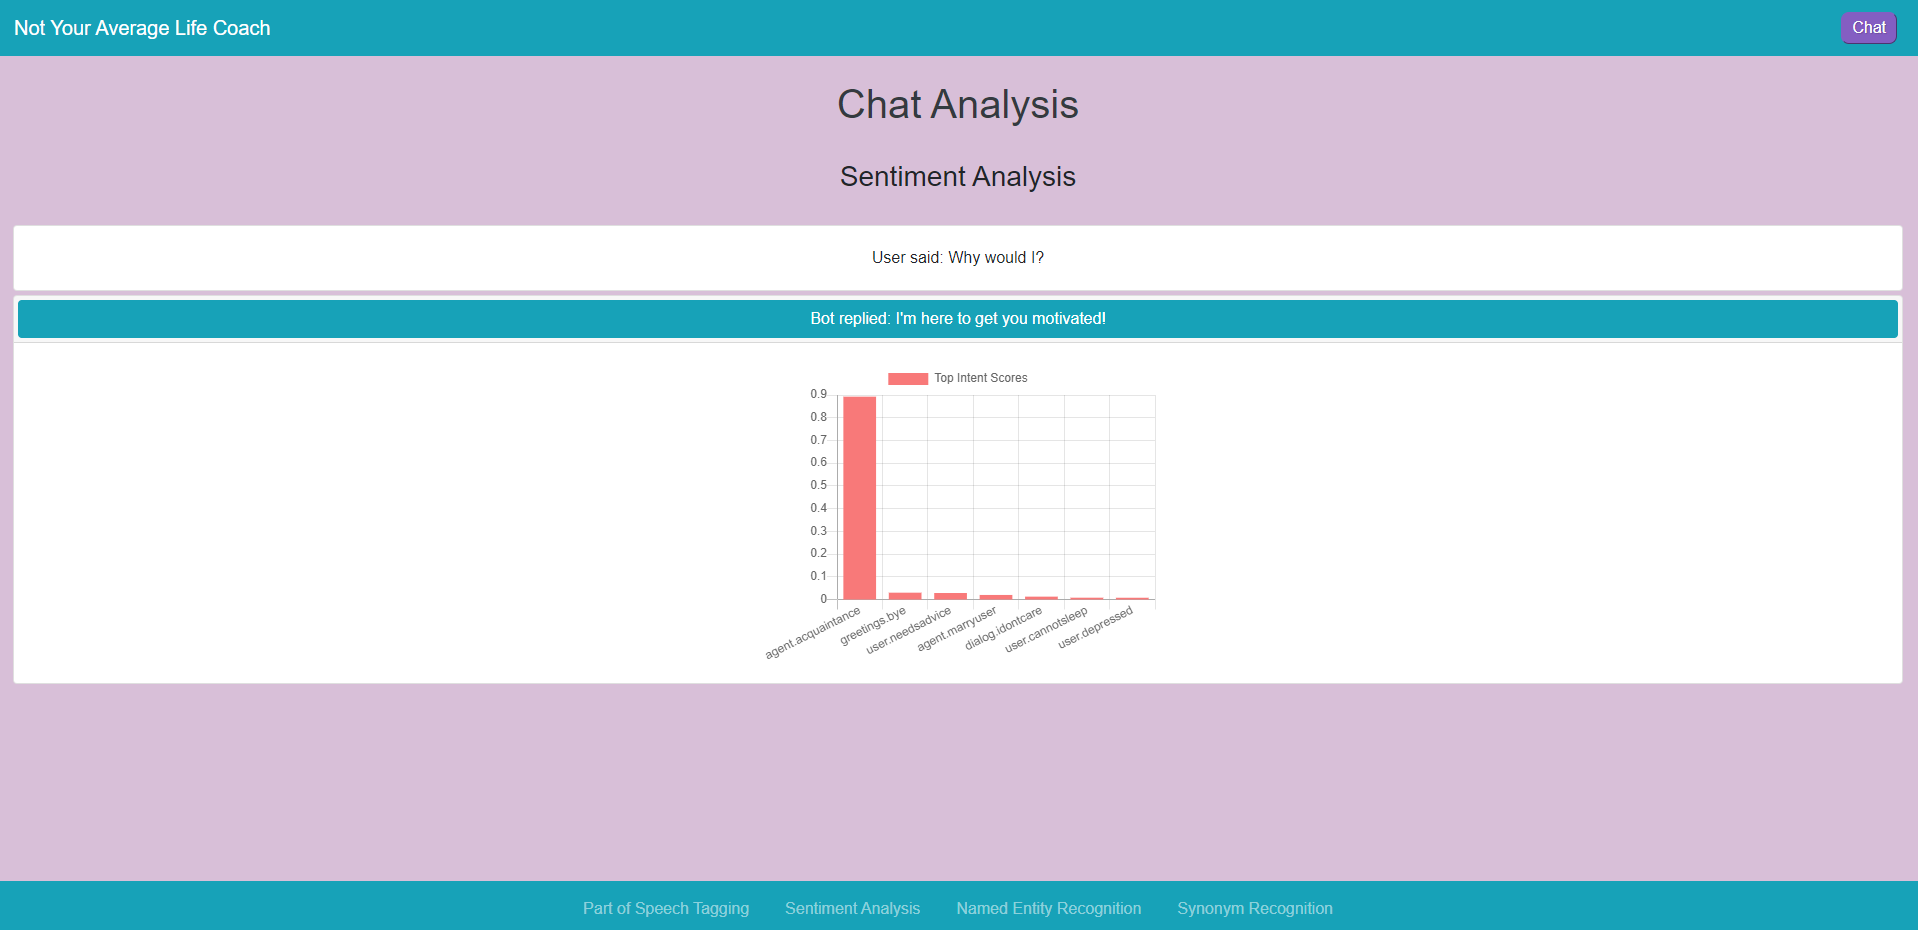 Not Your Average Life Coach
Chat
Chat Analysis
Sentiment Analysis
User said: Why would I?
Bot replied: I'm here to get you motivated!
Top Intent Scores
0.9
0.8
0.7
0.6
0.5
0.4
0.3
0.2
0.1
0
agent.acquaintance
greetings.bye
user.needsadvice
agent.marryuser
dialog.idontcare
user.cannotsleep
user.depressed
Part of Speech Tagging
Sentiment Analysis
Named Entity Recognition
Synonym Recognition